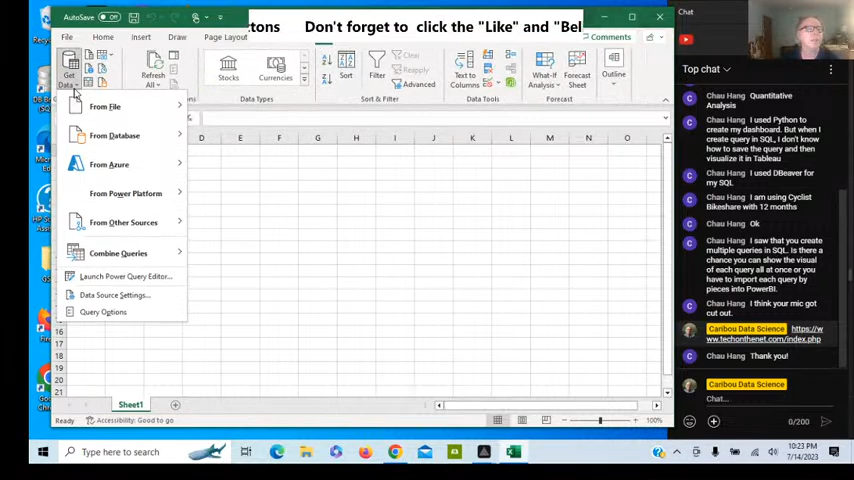 AutoSave Off
ttons Don't forget to click the "Like" and "Bel
File Home Insert Draw Page Layout
Comments
Get Data
Refresh All
Stocks Currencies
Sort
Filter
Clear
Reapply
Advanced
Text to Columns
What-If Analysis
Forecast Sheet
Outline
Data Types
Sort & Filter
Data Tools
Forecast
From File
From Database
From Azure
From Power Platform
From Other Sources
Combine Queries
Launch Power Query Editor...
Data Source Settings...
Query Options
D E F G H I J K L M N O
16
17
18
19
20
21
Sheet1
Ready Accessibility: Good to go
100%
Chat
Top chat
Chau Hang Quantitative
Analysis
Chau Hang I used Python to
create my dashboard. But when I
create query in SQL, I don't know
how to save the query and then
visualize it in Tableau
Chau Hang I used DBeaver for
my SQL
Chau Hang I am using Cyclist
Bikeshare with 12 months
Chau Hang Ok
Chau Hang I saw that you create
multiple queries in SQL. Is there a
chance you can show the visual
of each query all at once or you
have to import each query by
pieces into PowerBI.
Chau Hang I think your mic got
cut out.
Caribou Data Science https://w
ww.techonthenet.com/index.php
Chau Hang Thank you!
Caribou Data Science
Chat...
0/200
Type here to search
10:23 PM
7/14/2023